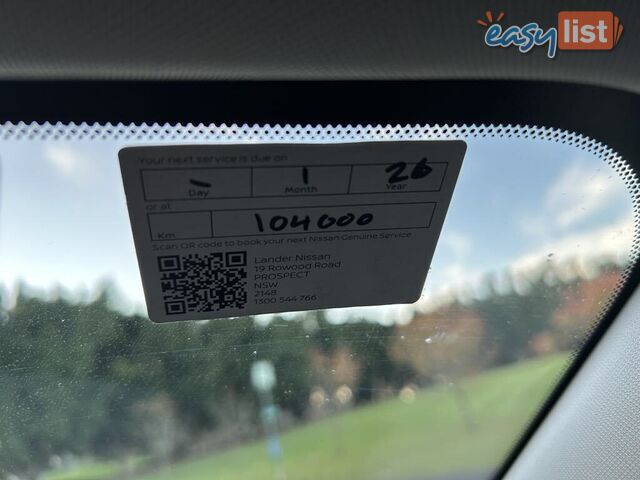 easylist
Your next service is due on
- 1 26
Day Month Year
or at
Km 104000
Scan QR code to book your next Nissan Genuine Service
Lander Nissan
19 Rowood Road
PROSPECT
NSW
2148
1300 544 766